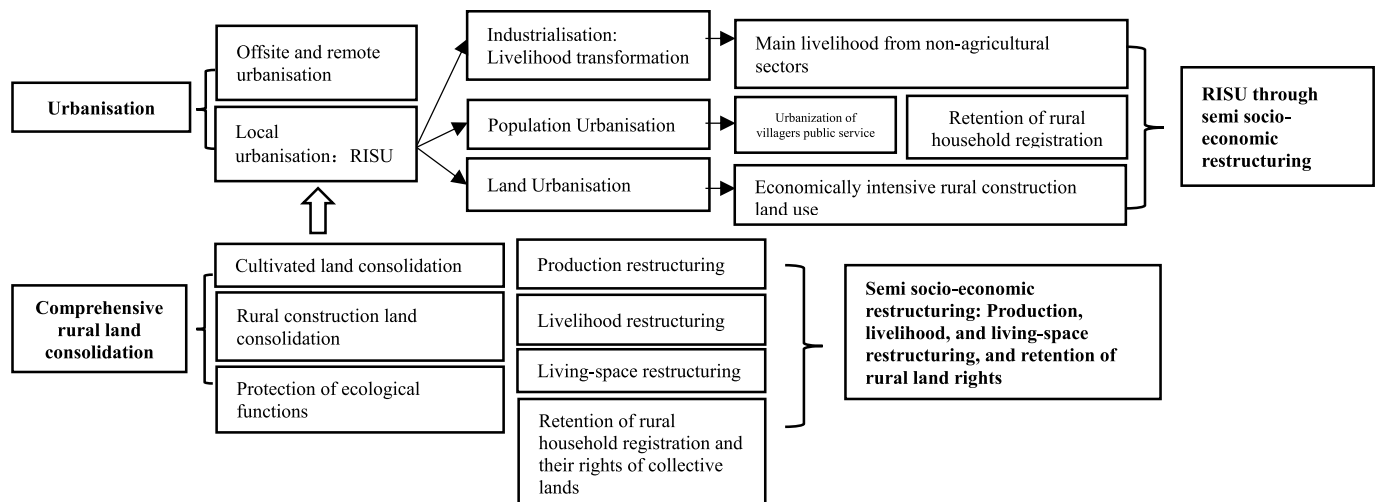 Urbanisation
Offsite and remote
urbanisation
Local
urbanisation：RISU
Industrialisation:
Livelihood transformation
Population Urbanisation
Land Urbanisation
Main livelihood from non-agricultural
sectors
Urbanization of
villagers public service
Retention of rural
household registration
Economically intensive rural construction
land use
RISU through
semi socio-
economic
restructuring
Comprehensive
rural land
consolidation
Cultivated land consolidation
Rural construction land
consolidation
Protection of ecological
functions
Production restructuring
Livelihood restructuring
Living-space restructuring
Retention of rural
household registration and
their rights of collective
lands
Semi socio-economic
restructuring: Production,
livelihood, and living-space
restructuring, and retention of
rural land rights